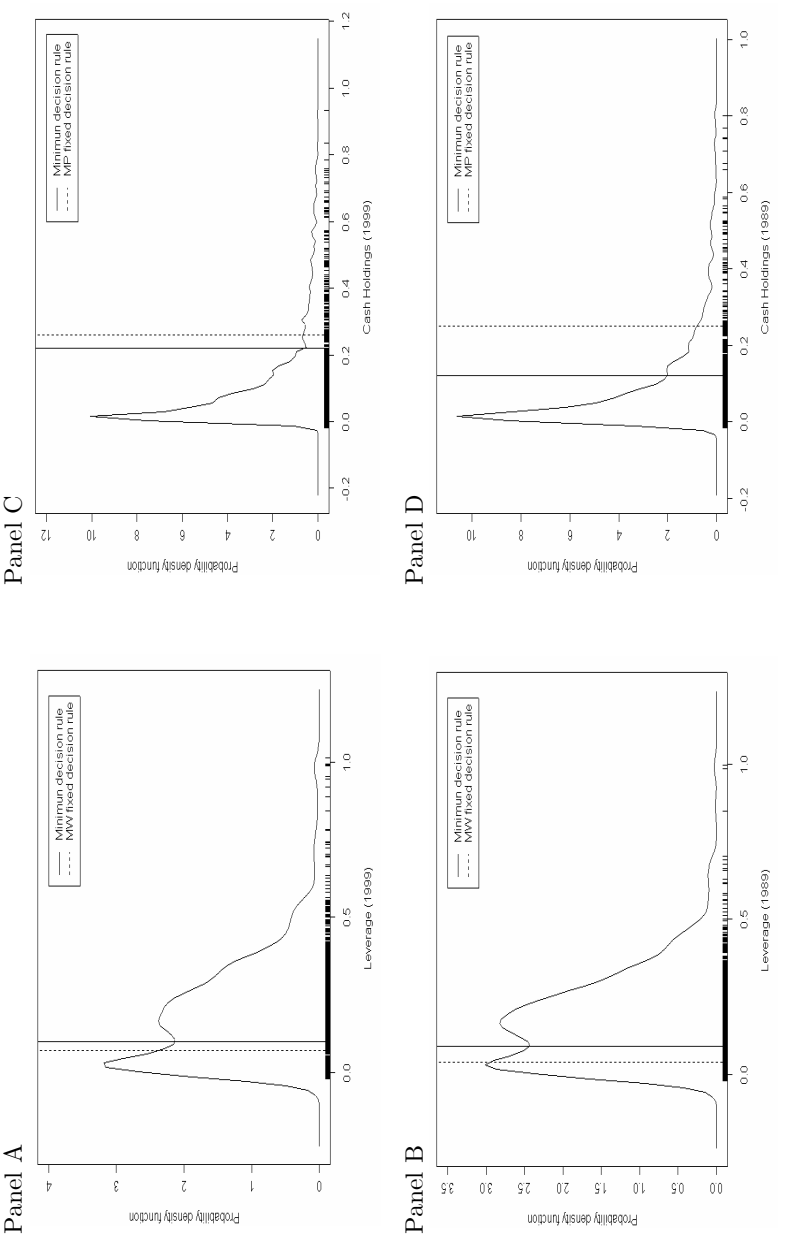 Panel A
Minimun decision rule
MW fixed decision rule
Probability density function
0
1
2
3
4
0.0
0.5
1.0
Leverage (1999)
Panel B
Minimun decision rule
MW fixed decision rule
Probability density function
0.0
0.5
1.0
1.5
2.0
2.5
3.0
3.5
0.0
0.5
1.0
Leverage (1989)
Panel C
Minimun decision rule
MP fixed decision rule
Probability density function
0
2
4
6
8
10
12
-0.2
0.0
0.2
0.4
0.6
0.8
1.0
1.2
Cash Holdings (1999)
Panel D
Minimun decision rule
MP fixed decision rule
Probability density function
0
2
4
6
8
10
-0.2
0.0
0.2
0.4
0.6
0.8
1.0
Cash Holdings (1989)